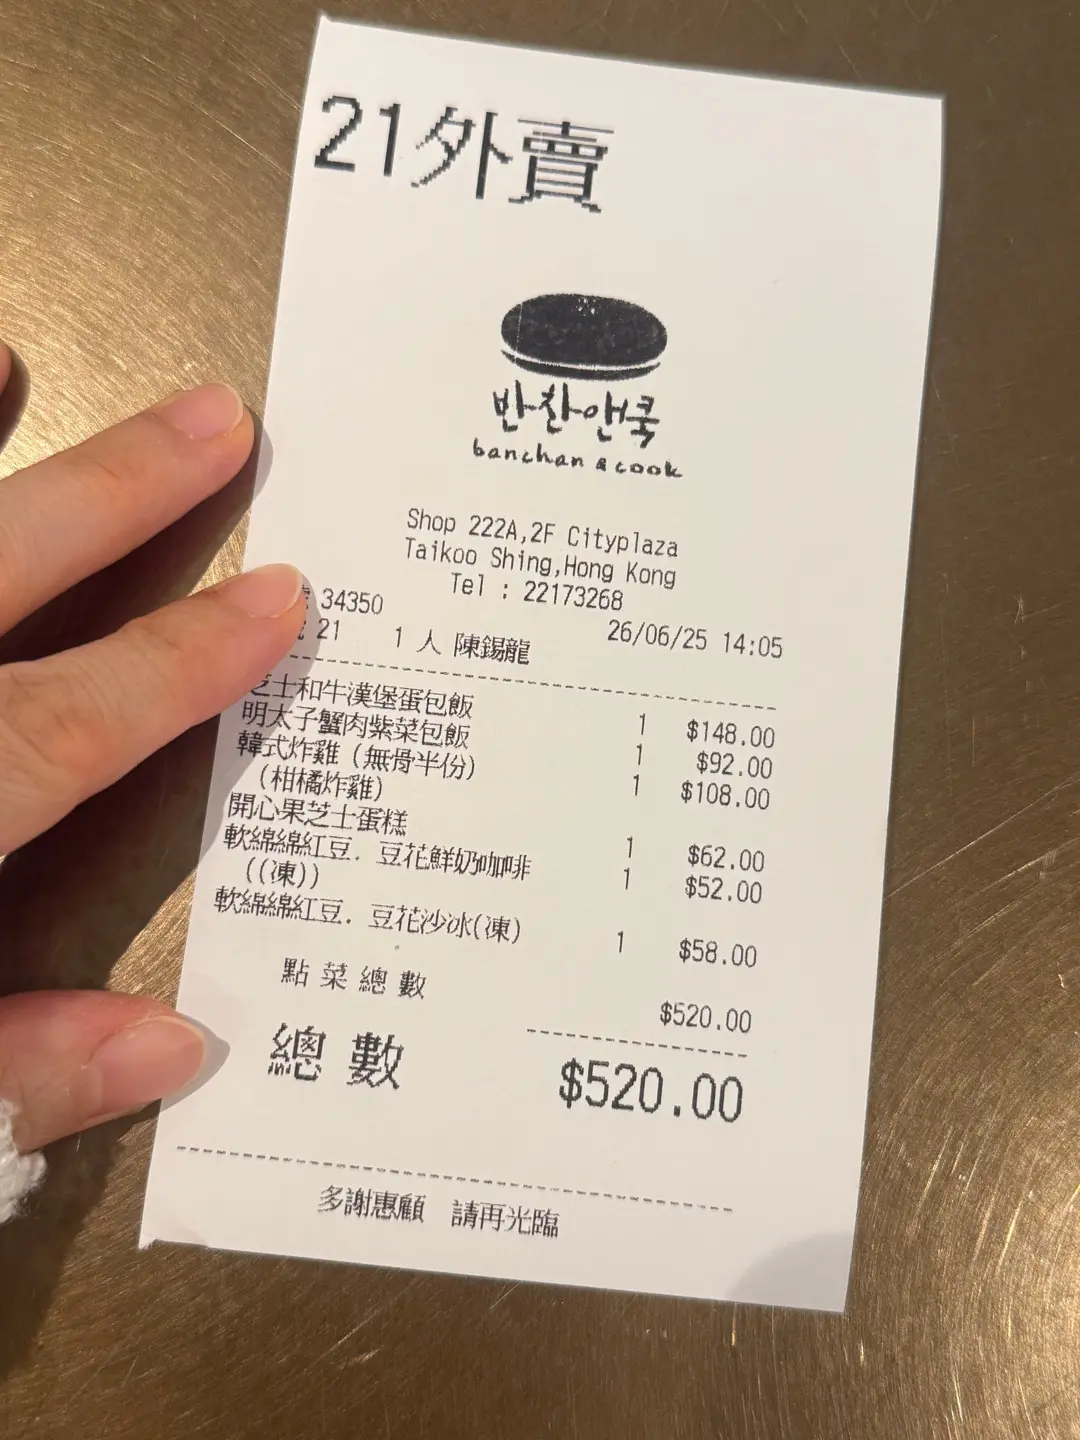 21外賣
반찬앤쿡
banchan & cook
Shop 222A,2F Cityplaza
Taikoo Shing,Hong Kong
Tel : 22173268
34350
21 1 人 陳錫龍 26/06/25 14:05
芝士和牛漢堡蛋包飯 1 $148.00
明太子蟹肉紫菜包飯 1 $92.00
韓式炸雞 (無骨半份) 1 $108.00
(柑橘炸雞)
開心果芝士蛋糕 1 $62.00
軟綿綿紅豆. 豆花鮮奶咖啡 1 $52.00
((凍))
軟綿綿紅豆. 豆花沙冰(凍) 1 $58.00
點菜總數 $520.00
總數 $520.00
多謝惠顧 請再光臨